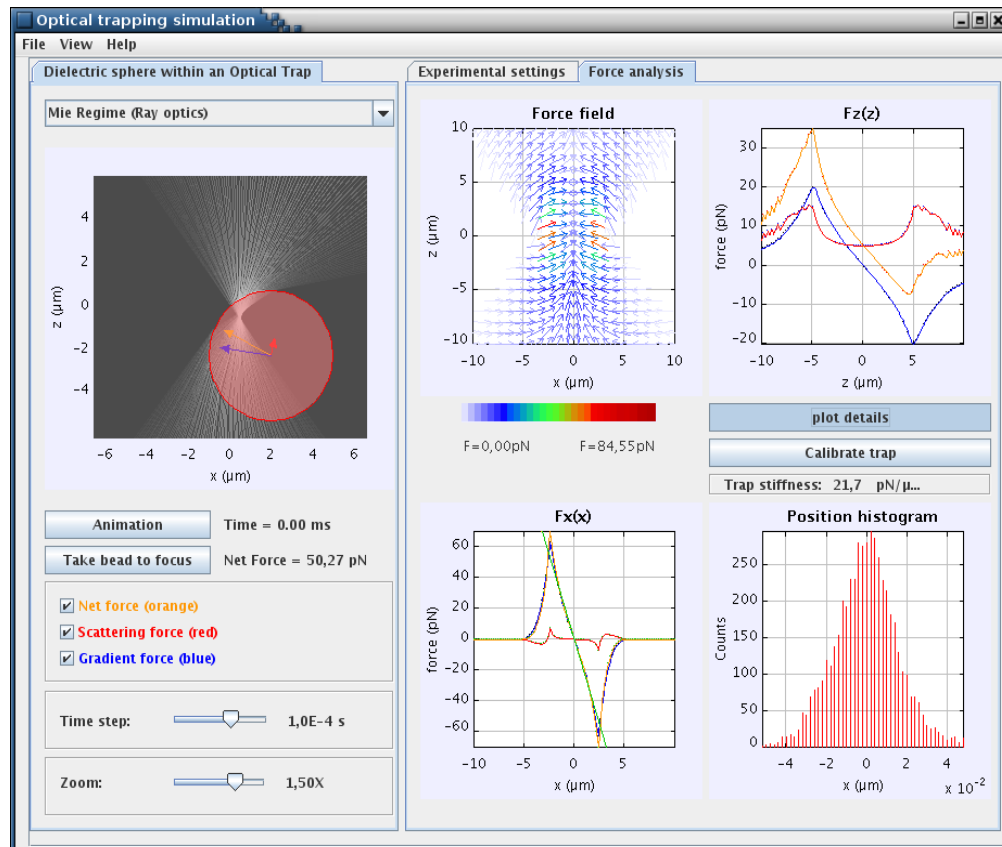 Optical trapping simulation
File View Help
Dielectric sphere within an Optical Trap
Mie Regime (Ray optics)
4
2
0
−2
−4
z (µm)
−6 −4 −2 0 2 4 6
x (µm)
Animation Time = 0.00 ms
Take bead to focus Net Force = 50,27 pN
Net force (orange)
Scattering force (red)
Gradient force (blue)
Time step: 1,0E-4 s
Zoom: 1,50X
Experimental settings Force analysis
Force field
10
5
0
−5
−10
z (µm)
−10 −5 0 5 10
x (µm)
F=0,00pN F=84,55pN
Fz(z)
30
20
10
0
−10
−20
force (pN)
−10 −5 0 5
z (µm)
plot details
Calibrate trap
Trap stiffness: 21,7 pN/µ...
Fx(x)
60
40
20
0
−20
−40
−60
force (pN)
−10 −5 0 5
x (µm)
Position histogram
250
200
150
100
50
0
Counts
−4 −2 0 2 4
x (µm) x 10⁻²